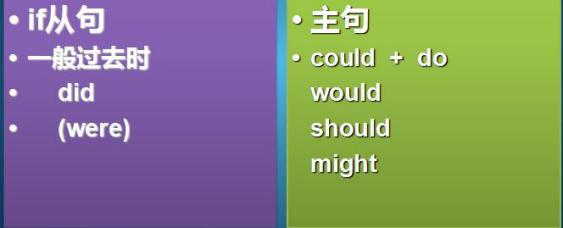 • if从句
• 一般过去时
• did
• (were)
• 主句
• could + do
would
should
might